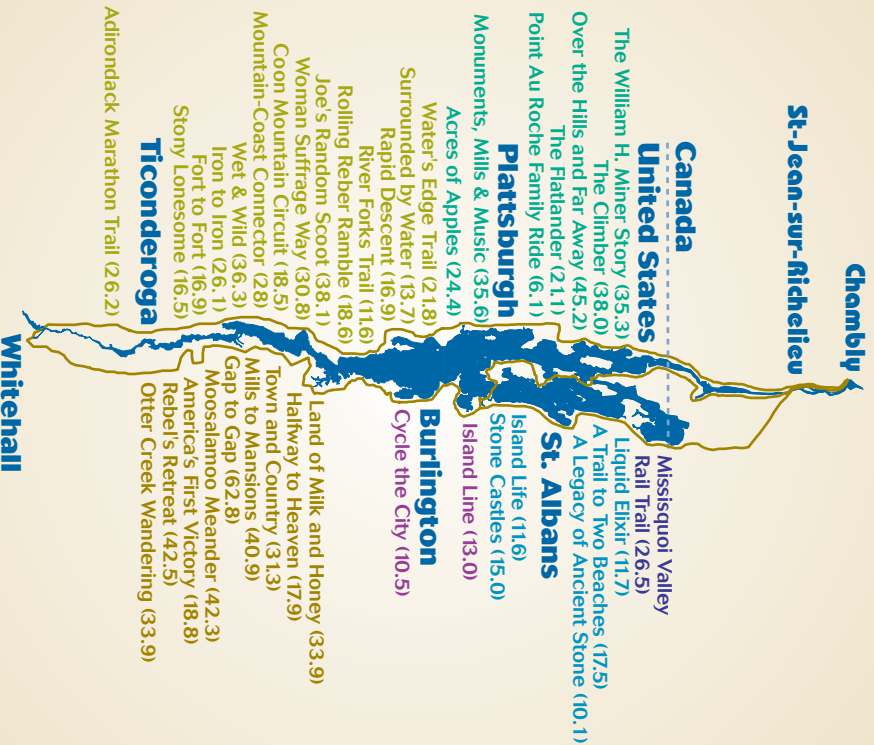 Chambly
St-Jean-sur-Richelieu
Canada
United States
The William H. Miner Story (35.3)
The Climber (38.0)
Over the Hills and Far Away (45.2)
The Flatlander (21.1)
Point Au Roche Family Ride (6.1)
Plattsburgh
Monuments, Mills & Music (35.6)
Acres of Apples (24.4)
Water's Edge Trail (21.8)
Surrounded by Water (13.7)
Rapid Descent (16.9)
River Forks Trail (11.6)
Rolling Reber Ramble (18.6)
Joe's Random Scoot (38.1)
Woman Suffrage Way (30.8)
Coon Mountain Circuit (18.5)
Mountain-Coast Connector (28)
Wet & Wild (36.3)
Iron to Iron (26.1)
Fort to Fort (16.9)
Stony Lonesome (16.5)
Ticonderoga
Adirondack Marathon Trail (26.2)
Missisquoi Valley
Rail Trail (26.5)
Liquid Elixir (11.7)
A Trail to Two Beaches (17.5)
A Legacy of Ancient Stone (10.1)
St. Albans
Island Life (11.6)
Stone Castles (15.0)
Island Line (13.0)
Burlington
Cycle the City (10.5)
Land of Milk and Honey (33.9)
Halfway to Heaven (17.9)
Town and Country (31.3)
Mills to Mansions (40.9)
Gap to Gap (62.8)
Moosalamoo Meander (42.3)
America's First Victory (18.8)
Rebel's Retreat (42.5)
Otter Creek Wandering (33.9)
Whitehall